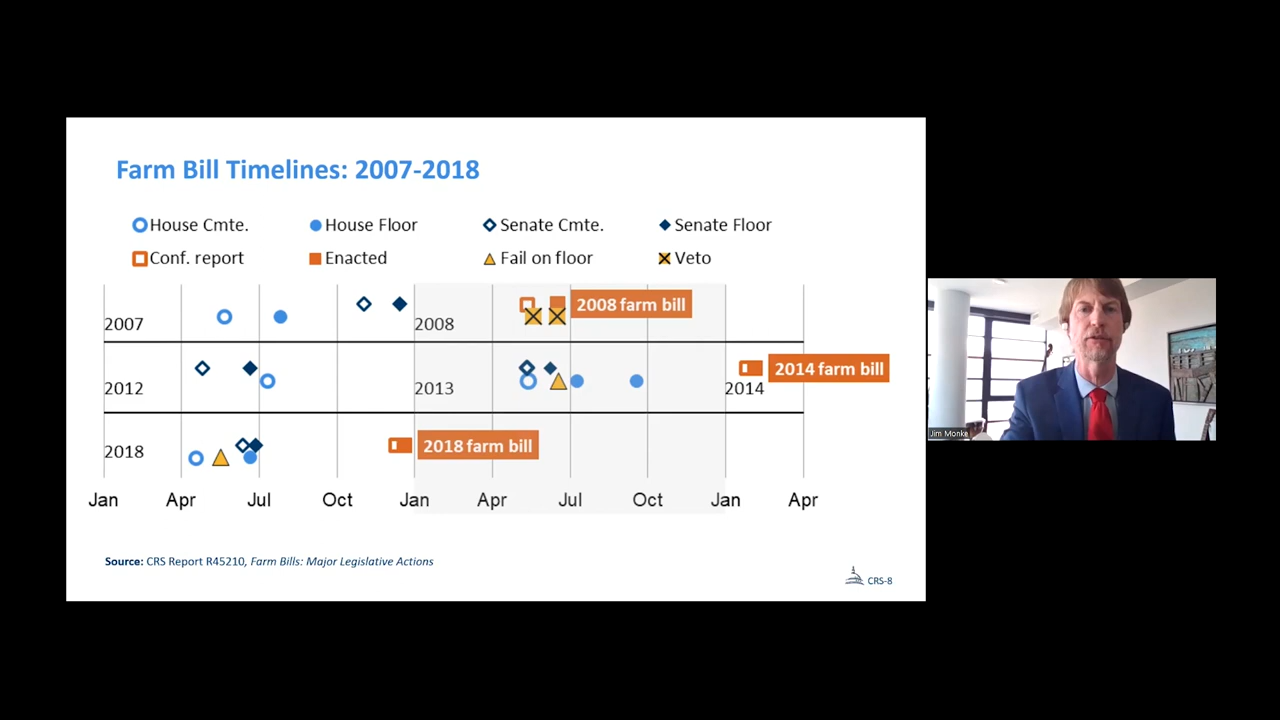 Farm Bill Timelines: 2007-2018
House Cmte. House Floor Senate Cmte. Senate Floor
Conf. report Enacted Fail on floor Veto
2007 2008 2008 farm bill
2012 2013 2014 2014 farm bill
2018 2018 farm bill
Jan Apr Jul Oct Jan Apr Jul Oct Jan Apr
Source: CRS Report R45210, Farm Bills: Major Legislative Actions
CRS-8
Jim Monke